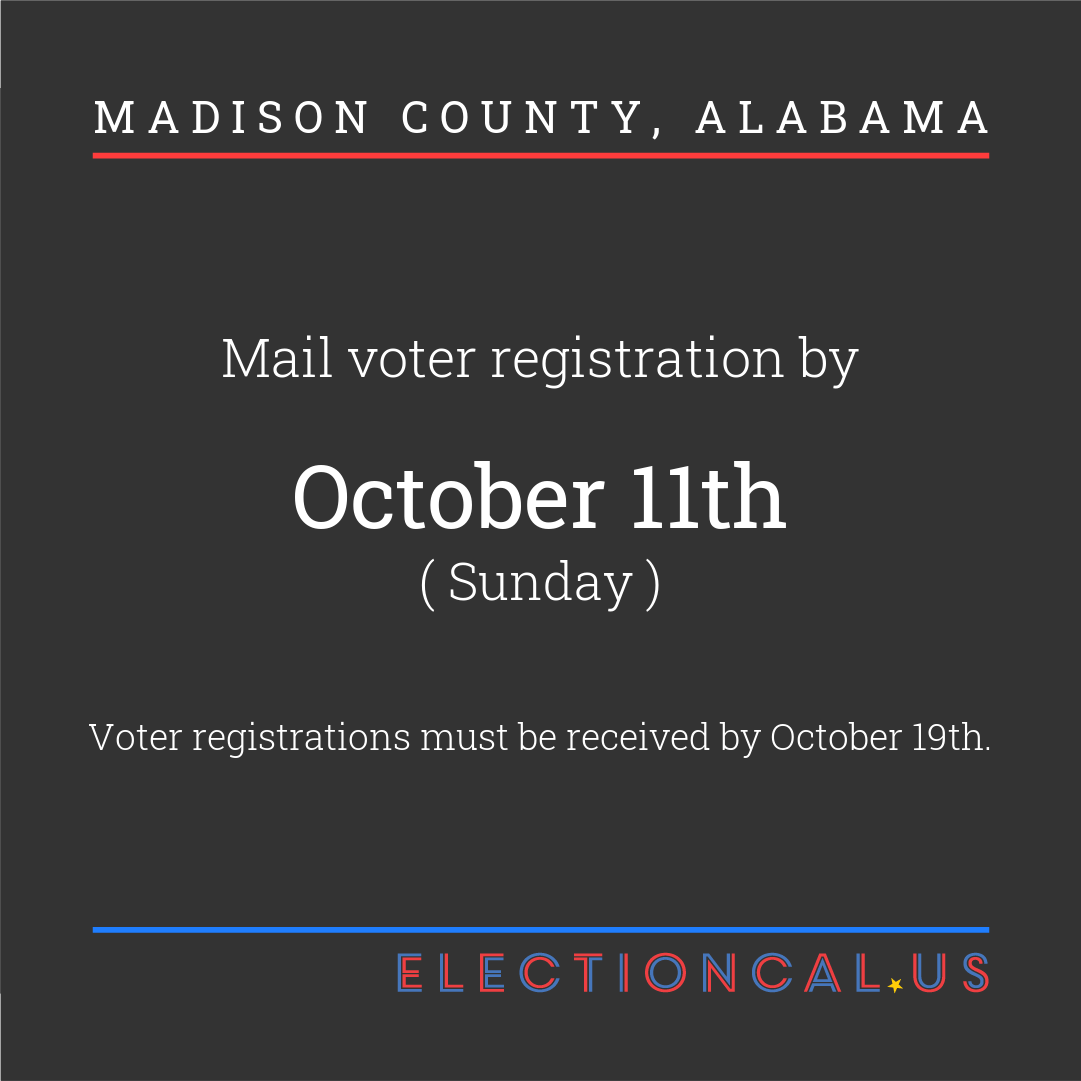 MADISON COUNTY, ALABAMA
Mail voter registration by
October 11th
( Sunday )
Voter registrations must be received by October 19th.
ELECTIONCAL.US